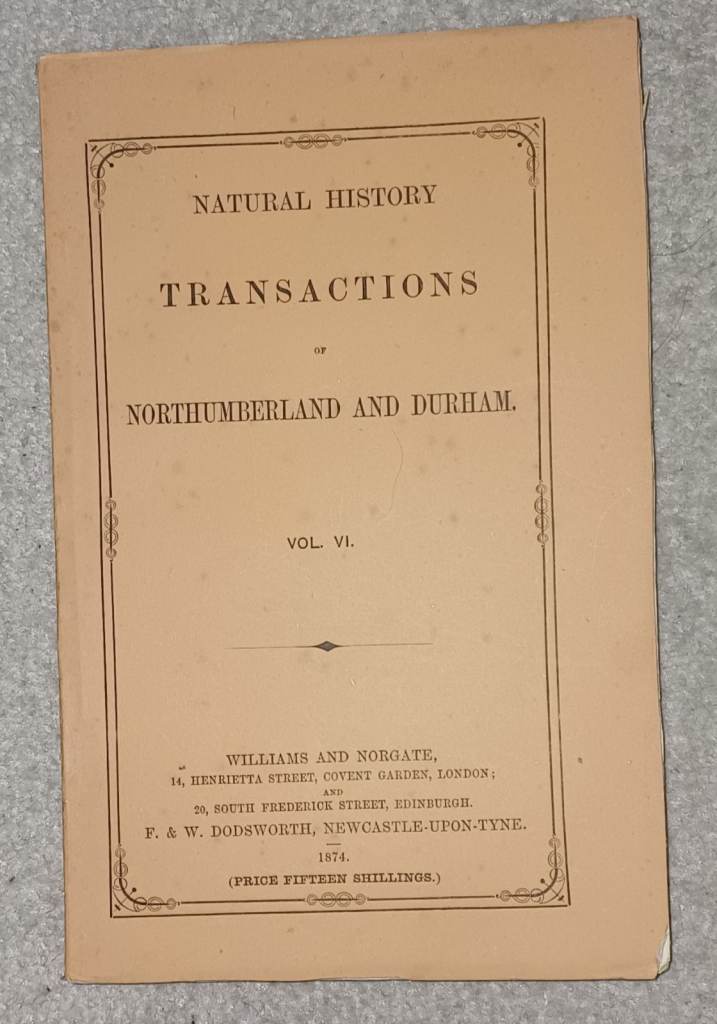 NATURAL HISTORY
TRANSACTIONS
OF
NORTHUMBERLAND AND DURHAM.
VOL. VI.
WILLIAMS AND NORGATE,
14, HENRIETTA STREET, COVENT GARDEN, LONDON;
AND
20, SOUTH FREDERICK STREET, EDINBURGH.
F. & W. DODSWORTH, NEWCASTLE-UPON-TYNE.
1874.
(PRICE FIFTEEN SHILLINGS.)